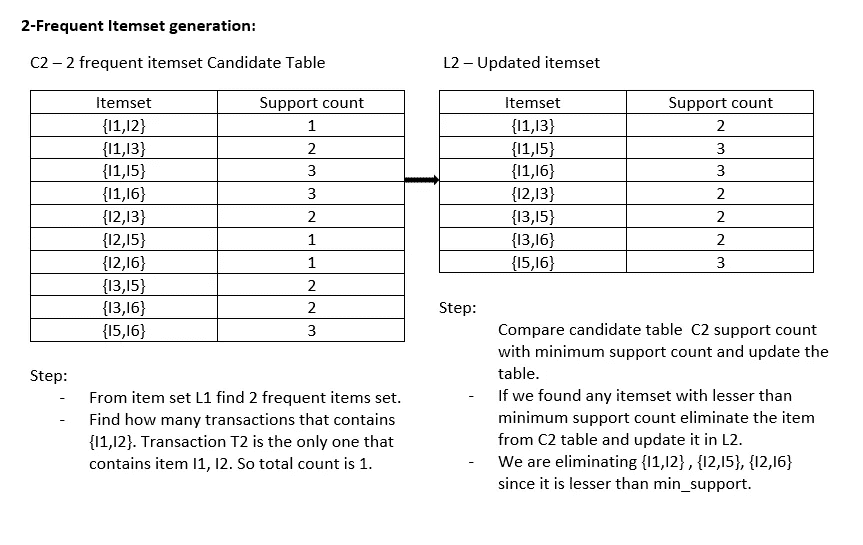 2-Frequent Itemset generation:
C2 – 2 frequent itemset Candidate Table
Itemset Support count
{I1,I2} 1
{I1,I3} 2
{I1,I5} 3
{I1,I6} 3
{I2,I3} 2
{I2,I5} 1
{I2,I6} 1
{I3,I5} 2
{I3,I6} 2
{I5,I6} 3
Step:
- From item set L1 find 2 frequent items set.
- Find how many transactions that contains
{I1,I2}. Transaction T2 is the only one that
contains item I1, I2. So total count is 1.
L2 – Updated itemset
Itemset Support count
{I1,I3} 2
{I1,I5} 3
{I1,I6} 3
{I2,I3} 2
{I3,I5} 2
{I3,I6} 2
{I5,I6} 3
Step:
Compare candidate table C2 support count
with minimum support count and update the
table.
- If we found any itemset with lesser than
minimum support count eliminate the item
from C2 table and update it in L2.
- We are eliminating {I1,I2} , {I2,I5}, {I2,I6}
since it is lesser than min_support.